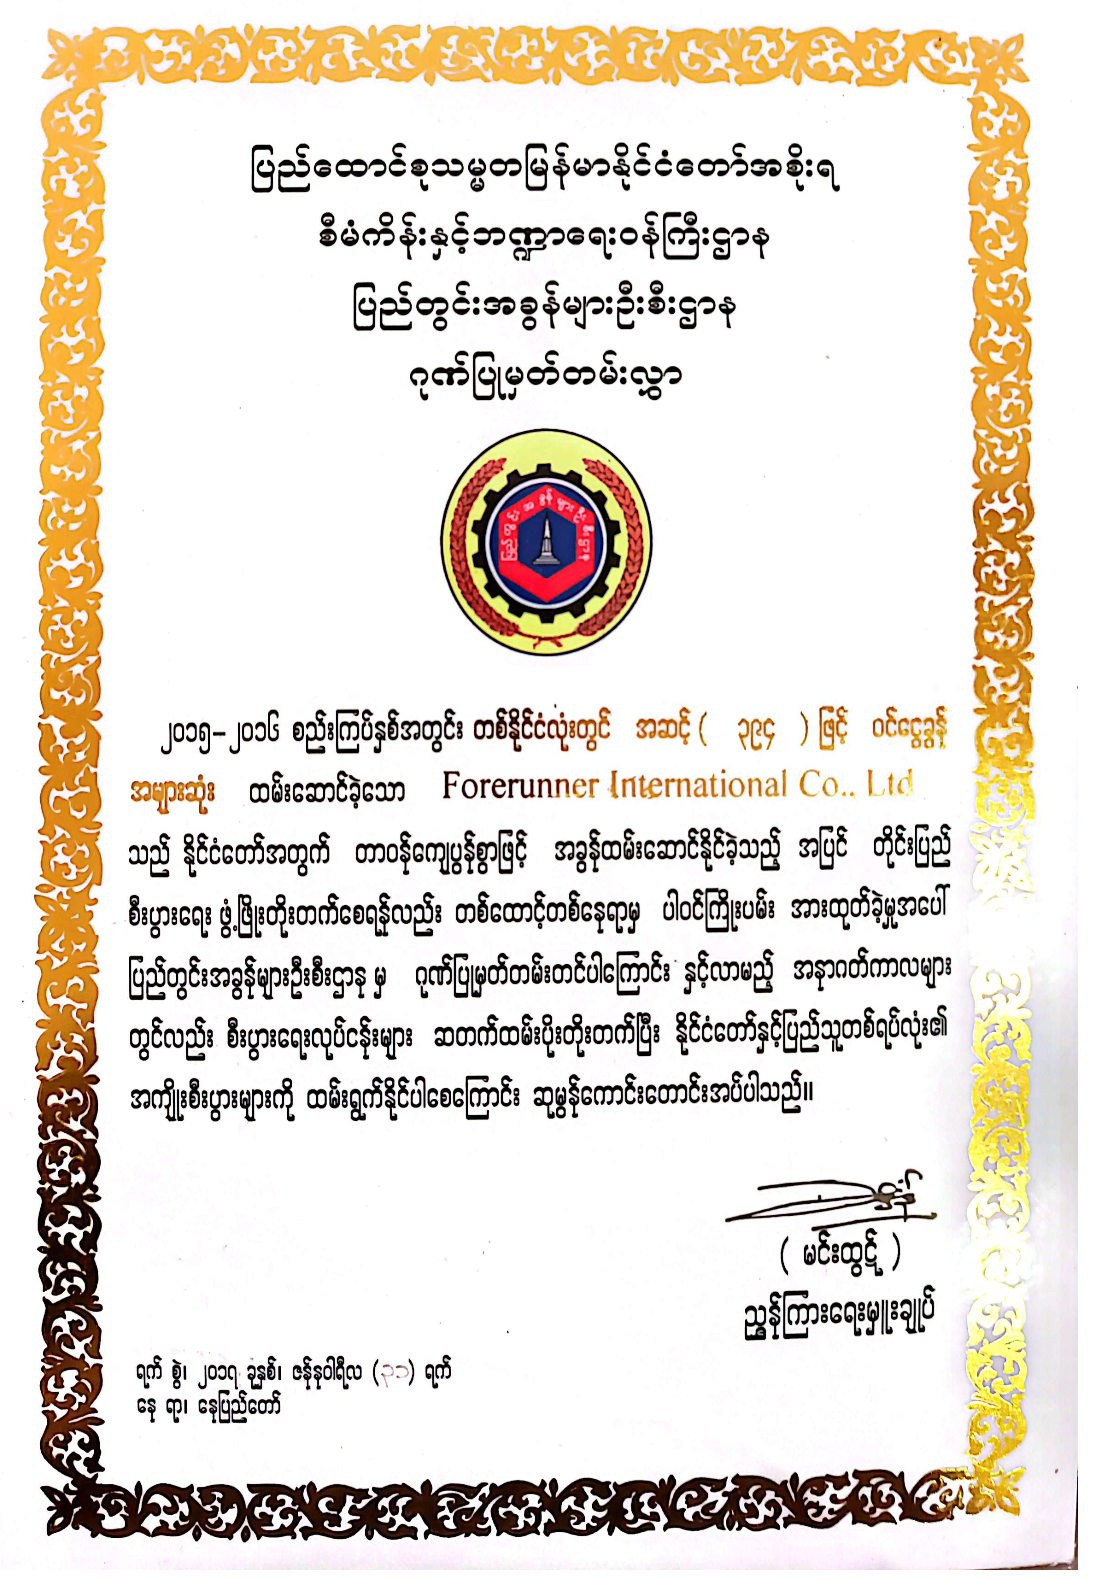 ပြည်ထောင်စုသမ္မတမြန်မာနိုင်ငံတော်အစိုးရ
စီမံကိန်းနှင့်ဘဏ္ဍာရေးဝန်ကြီးဌာန
ပြည်တွင်းအခွန်များဦးစီးဌာန
ဂုဏ်ပြုမှတ်တမ်းလွှာ
ပြည်တွင်းအခွန်များဦးစီးဌာန
၂၀၁၅–၂၀၁၆ စည်းကြပ်နှစ်အတွင်း တစ်နိုင်ငံလုံးတွင် အဆင့် ( ၃၉၄ ) ဖြင့် ဝင်ငွေခွန်
အများဆုံး ထမ်းဆောင်ခဲ့သော Forerunner International Co., Ltd
သည် နိုင်ငံတော်အတွက် တာဝန်ကျေပွန်စွာဖြင့် အခွန်ထမ်းဆောင်နိုင်ခဲ့သည့် အပြင် တိုင်းပြည်
စီးပွားရေး ဖွံ့ဖြိုးတိုးတက်စေရန်လည်း တစ်ထောင့်တစ်နေရာမှ ပါဝင်ကြိုးပမ်း အားထုတ်ခဲ့မှုအပေါ်
ပြည်တွင်းအခွန်များဦးစီးဌာန မှ ဂုဏ်ပြုမှတ်တမ်းတင်ပါကြောင်း နှင့်လာမည့် အနာဂတ်ကာလများ
တွင်လည်း စီးပွားရေးလုပ်ငန်းများ ဆတက်ထမ်းပိုးတိုးတက်ပြီး နိုင်ငံတော်နှင့်ပြည်သူတစ်ရပ်လုံး၏
အကျိုးစီးပွားများကို ထမ်းရွက်နိုင်ပါစေကြောင်း ဆုမွန်ကောင်းတောင်းအပ်ပါသည်။
( မင်းထွဋ် )
ညွှန်ကြားရေးမှူးချုပ်
ရက် စွဲ၊ ၂၀၁၇ ခုနှစ်၊ ဇန်နဝါရီလ (၃၁) ရက်
နေ ရာ၊ နေပြည်တော်